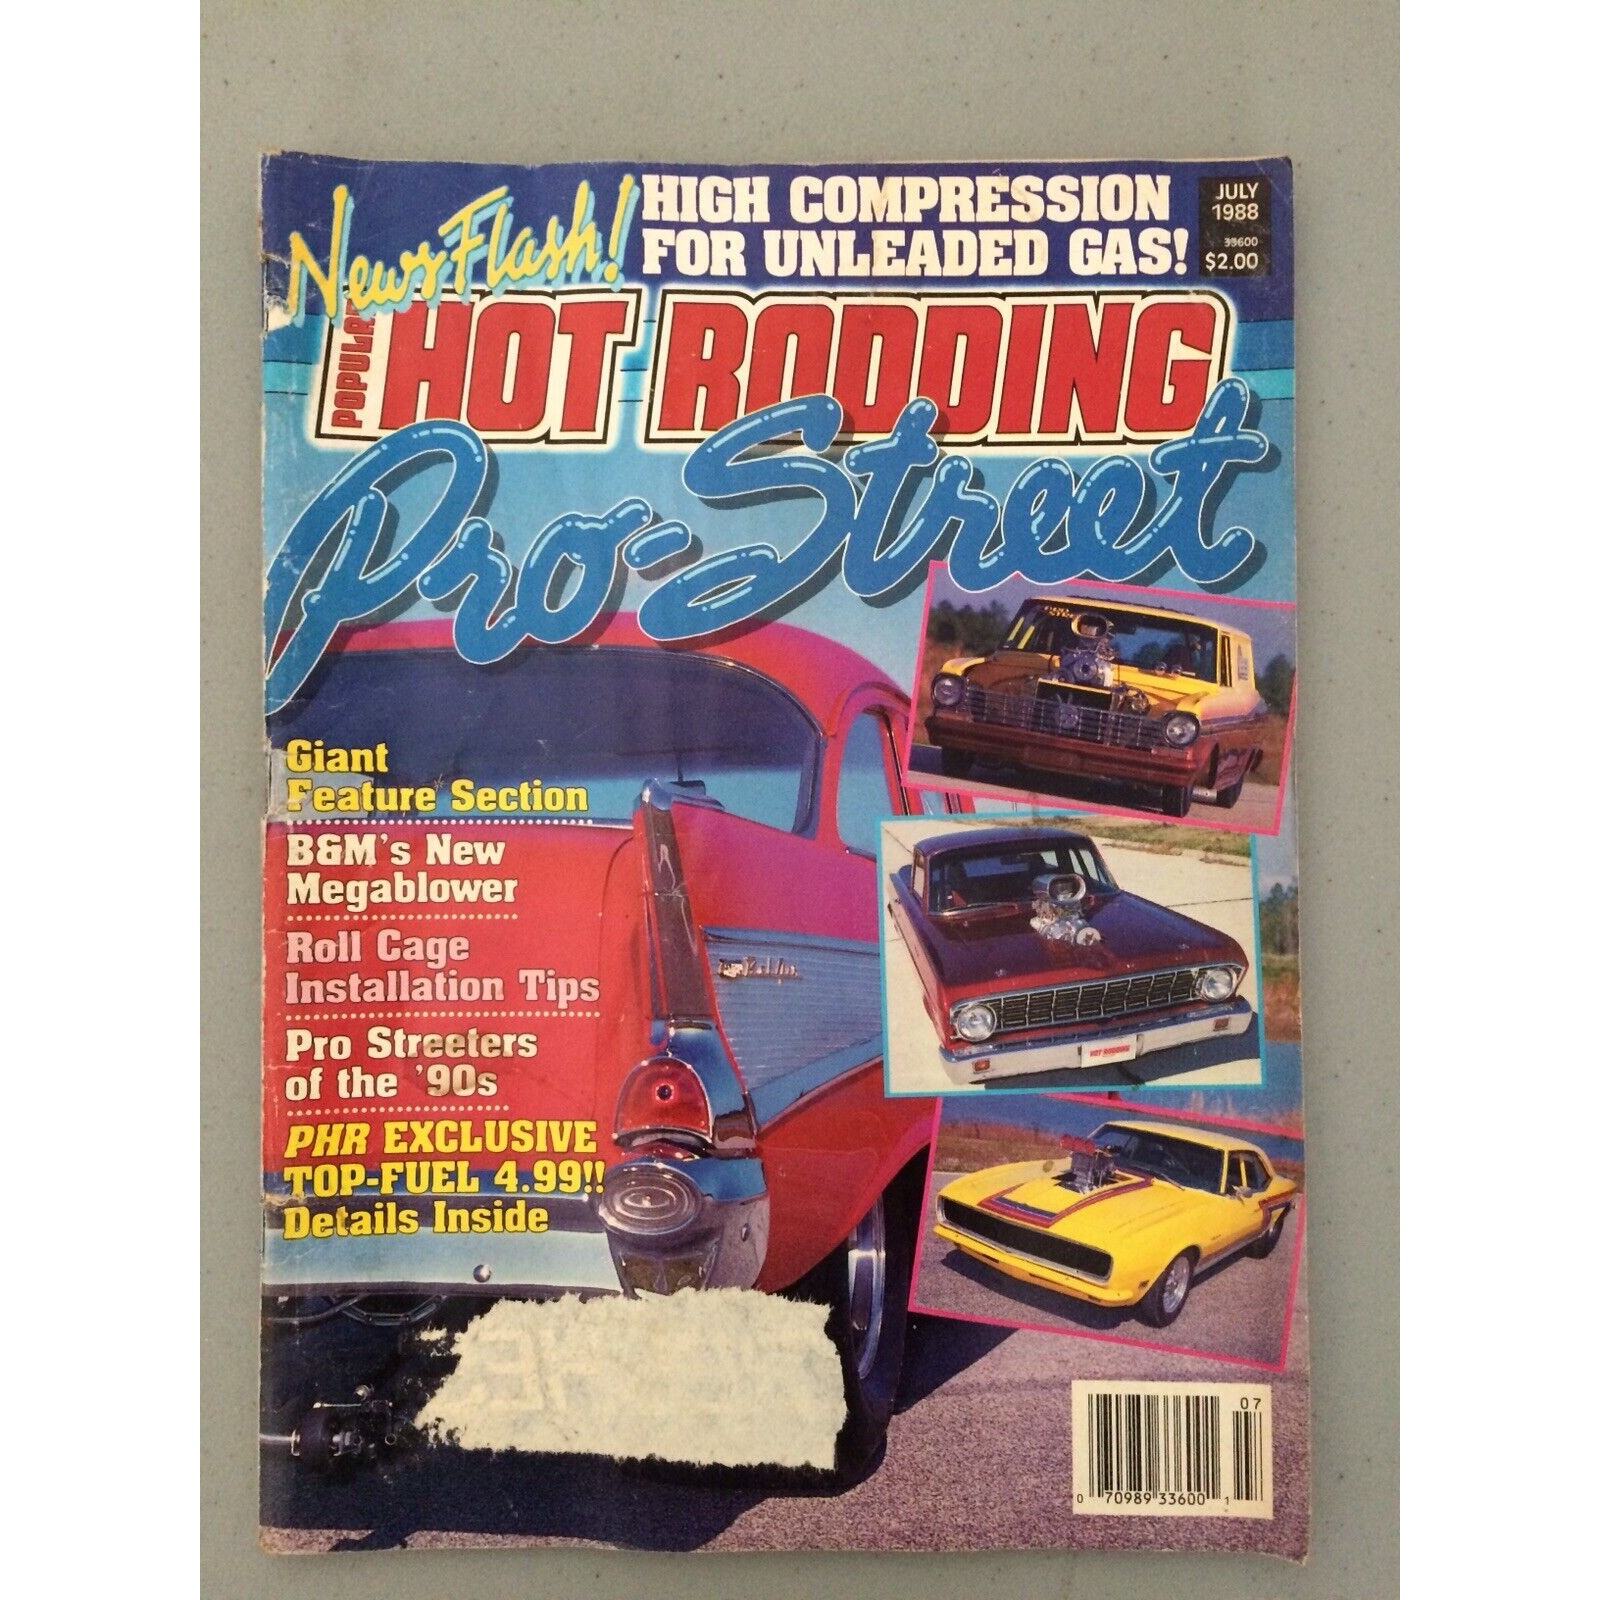 News Flash!
HIGH COMPRESSION
FOR UNLEADED GAS!
JULY
1988
33600
$2.00
POPULAR
HOT RODDING
Pro-Street
Giant
Feature Section
B&M's New
Megablower
Roll Cage
Installation Tips
Pro Streeters
of the '90s
PHR EXCLUSIVE
TOP-FUEL 4.99!!
Details Inside
Bel Air
HOT RODDING
07
0 70989 33600 1